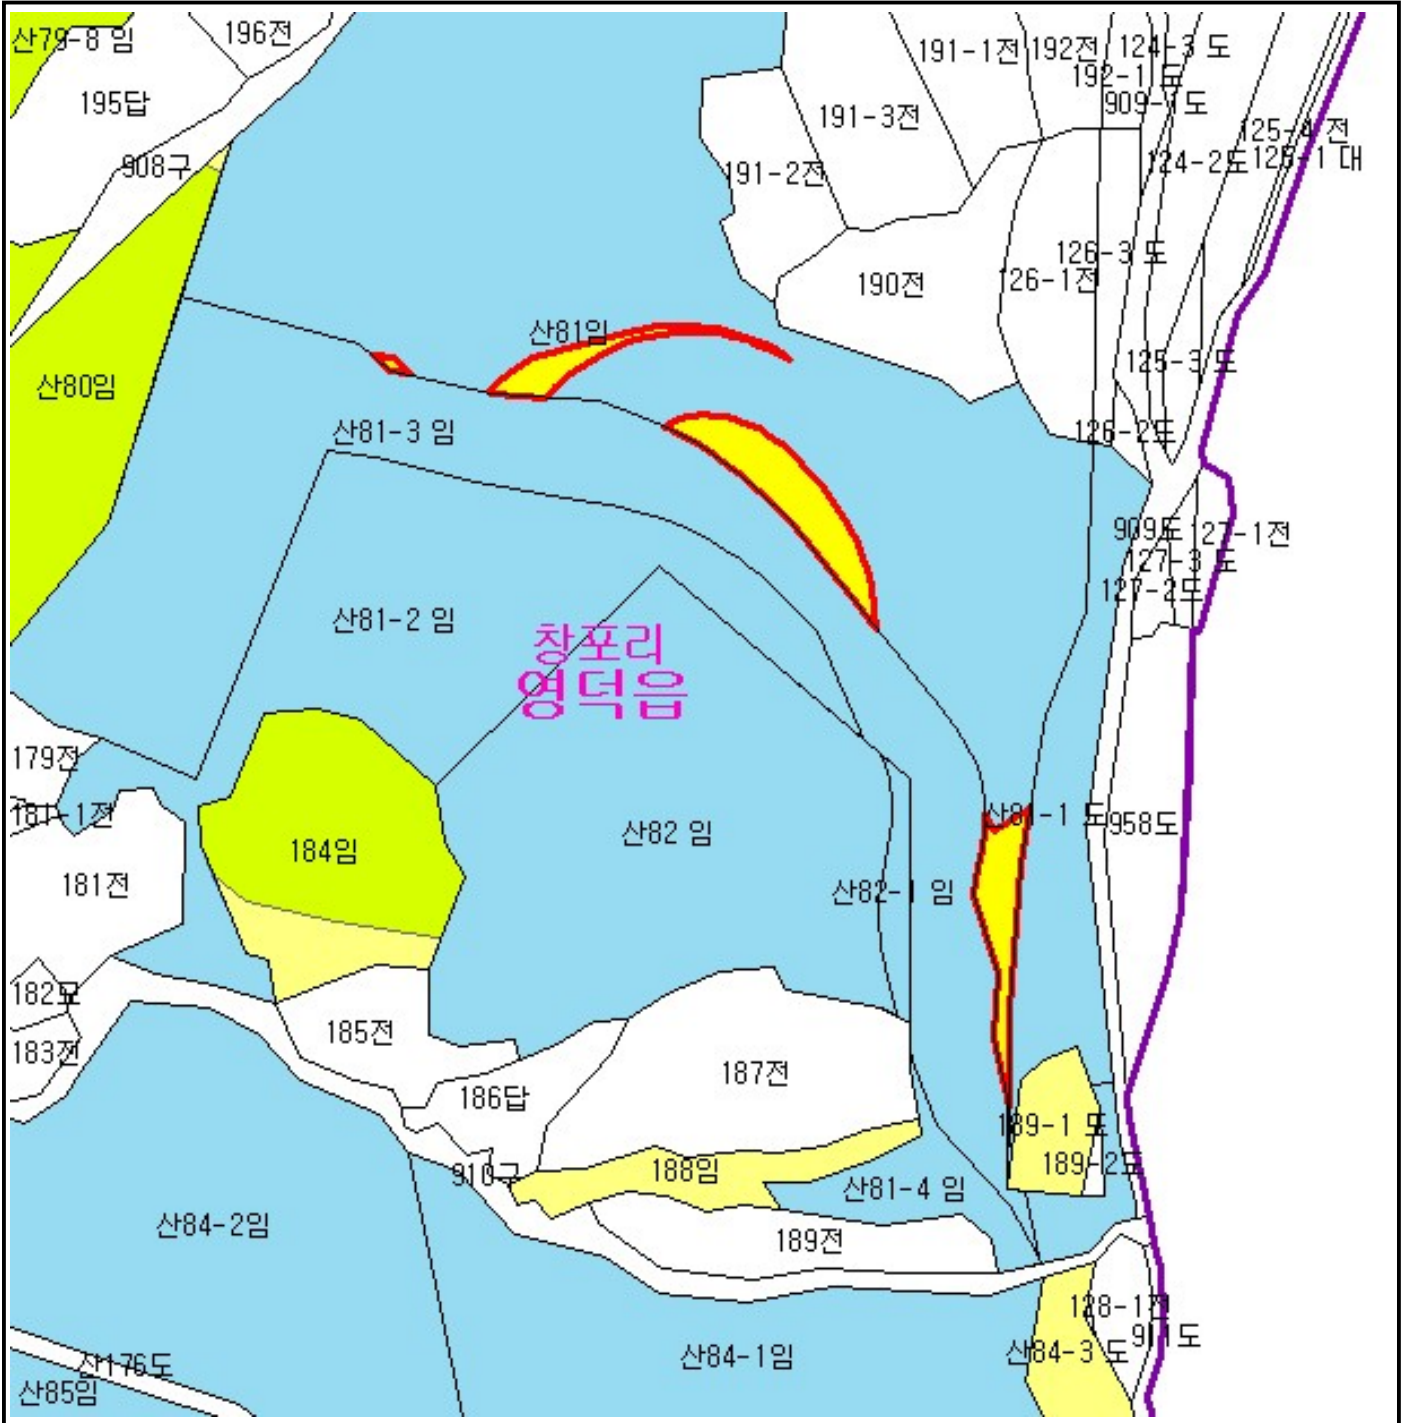 산79-8 임
196전
191-1전
192전
124-3 도
192-1 도
195답
191-3전
909-1도
125-4 전
908구
191-2전
124-2도
126-1 대
126-3 도
190전
126-1전
산81임
125-3 도
산80임
산81-3 임
126-2도
909도
127-1전
127-3 도
127-2도
산81-2 임
창포리
영덕읍
179전
181-1전
산81-1 도
958도
산82 임
184임
181전
산82-1 임
182묘
185전
183전
187전
186답
189-1 도
910구
188임
189-2도
산81-4 임
산84-2임
189전
128-1전
911도
산84-1임
산84-3 도
산176도
산85임